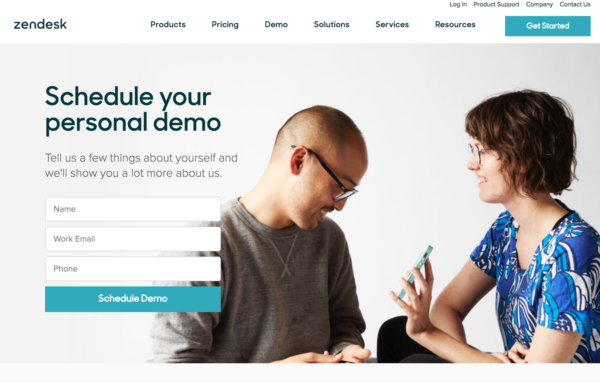 Log In Product Support Company Contact Us
zendesk Products Pricing Demo Solutions Services Resources Get Started
Schedule your
personal demo
Tell us a few things about yourself and
we'll show you a lot more about us.
Name
Work Email
Phone
Schedule Demo